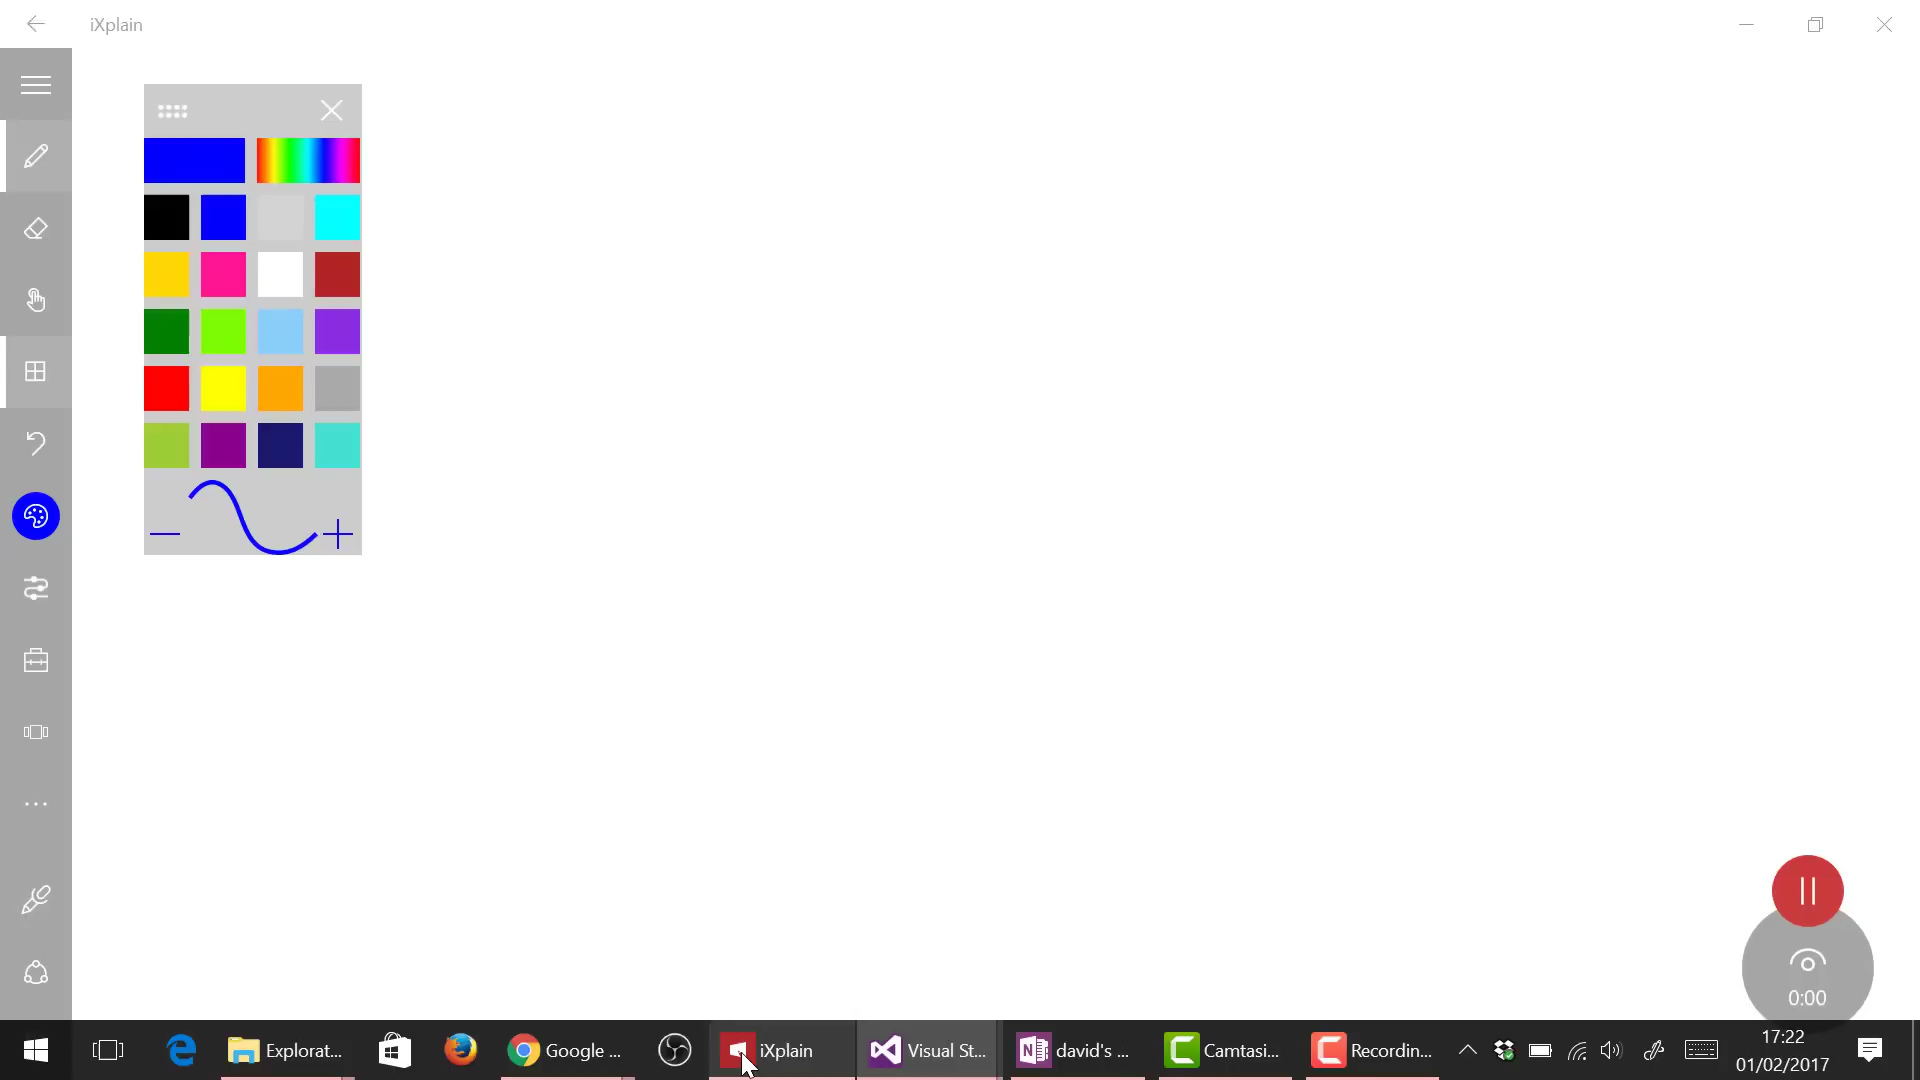 iXplain
0:00
Explorat...
Google ...
iXplain
Visual St...
david's ...
Camtasi...
Recordin...
17:22
01/02/2017